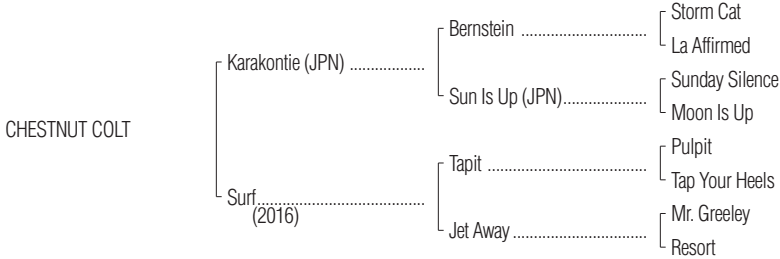 Storm Cat
Bernstein ................................
La Affirmed
Karakontie (JPN) ..................
Sunday Silence
Sun Is Up (JPN).....................
Moon Is Up
CHESTNUT COLT
Pulpit
Tapit ........................................
Tap Your Heels
Surf.........................................
(2016)
Mr. Greeley
Jet Away ..................................
Resort